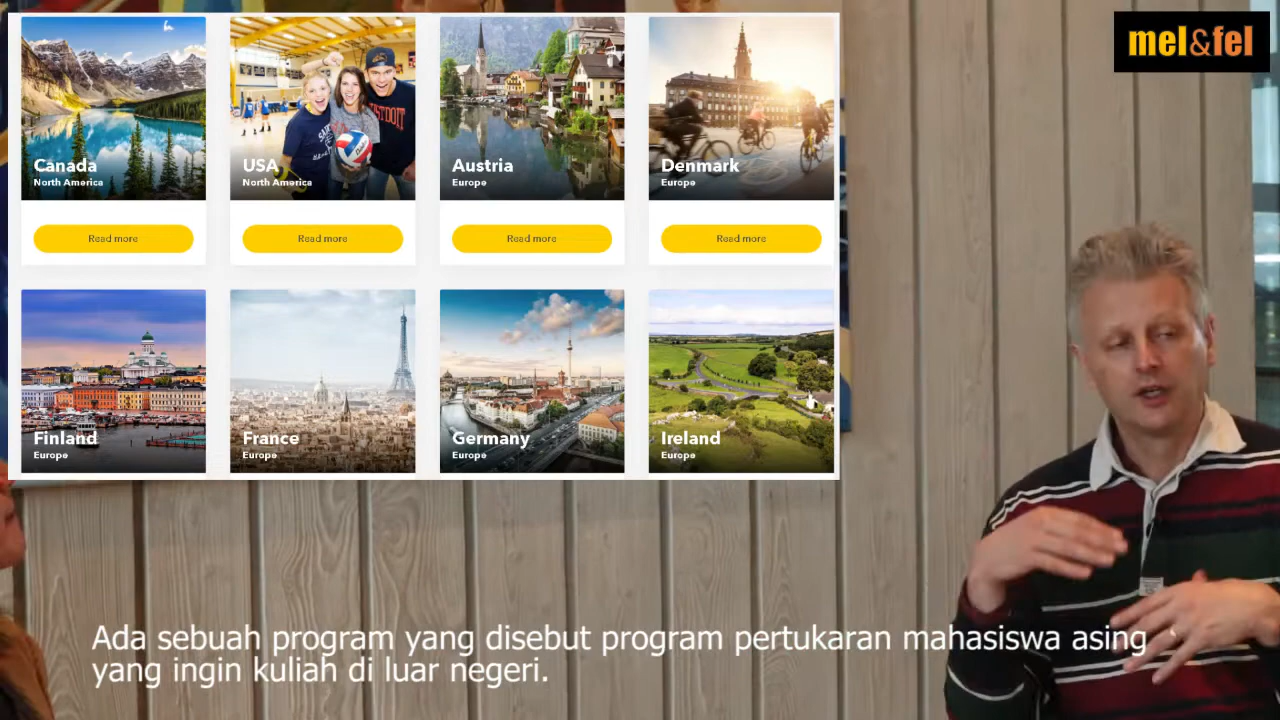 mel&fel
Canada
North America
USA
North America
Austria
Europe
Denmark
Europe
Read more
Read more
Read more
Read more
Finland
Europe
France
Europe
Germany
Europe
Ireland
Europe
Ada sebuah program yang disebut program pertukaran mahasiswa asing
yang ingin kuliah di luar negeri.